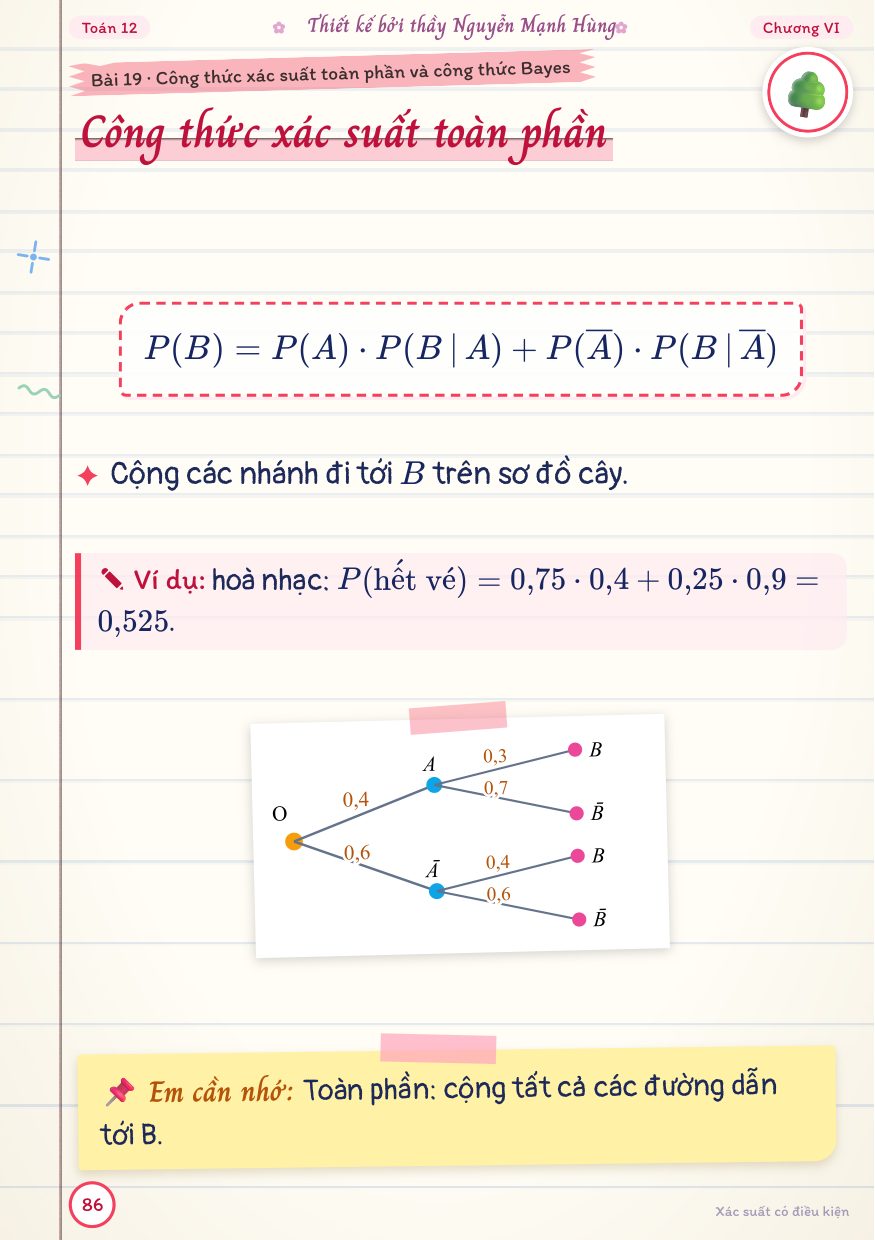 Toán 12
Thiết kế bởi thầy Nguyễn Mạnh Hùng
Chương VI
Bài 19 · Công thức xác suất toàn phần và công thức Bayes
Công thức xác suất toàn phần
P(B) = P(A) · P(B | A) + P(A̅) · P(B | A̅)
Cộng các nhánh đi tới B trên sơ đồ cây.
Ví dụ: hoà nhạc: P(hết vé) = 0,75 · 0,4 + 0,25 · 0,9 =
0,525.
0,3
B
A
0,7
0,4
B̄
O
0,6
0,4
B
Ā
0,6
B̄
Em cần nhớ: Toàn phần: cộng tất cả các đường dẫn
tới B.
86
Xác suất có điều kiện